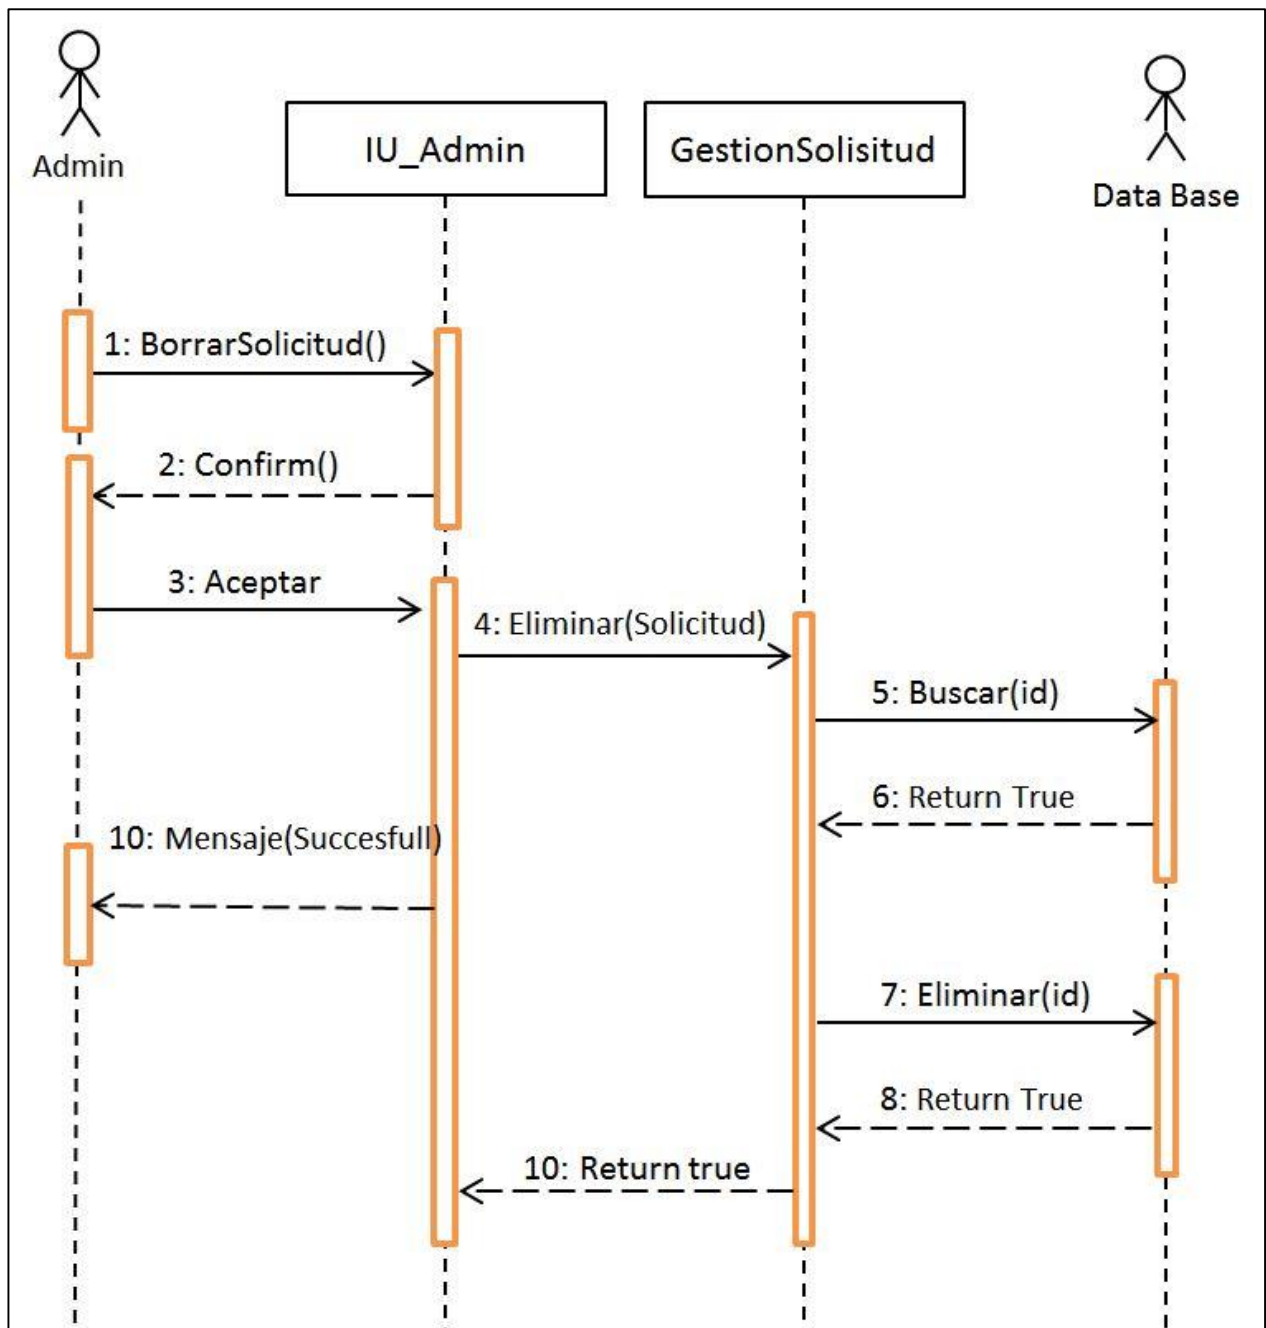 Admin
IU_Admin
GestionSolisitud
Data Base
1: BorrarSolicitud()
2: Confirm()
3: Aceptar
4: Eliminar(Solicitud)
5: Buscar(id)
6: Return True
10: Mensaje(Succesfull)
7: Eliminar(id)
8: Return True
10: Return true